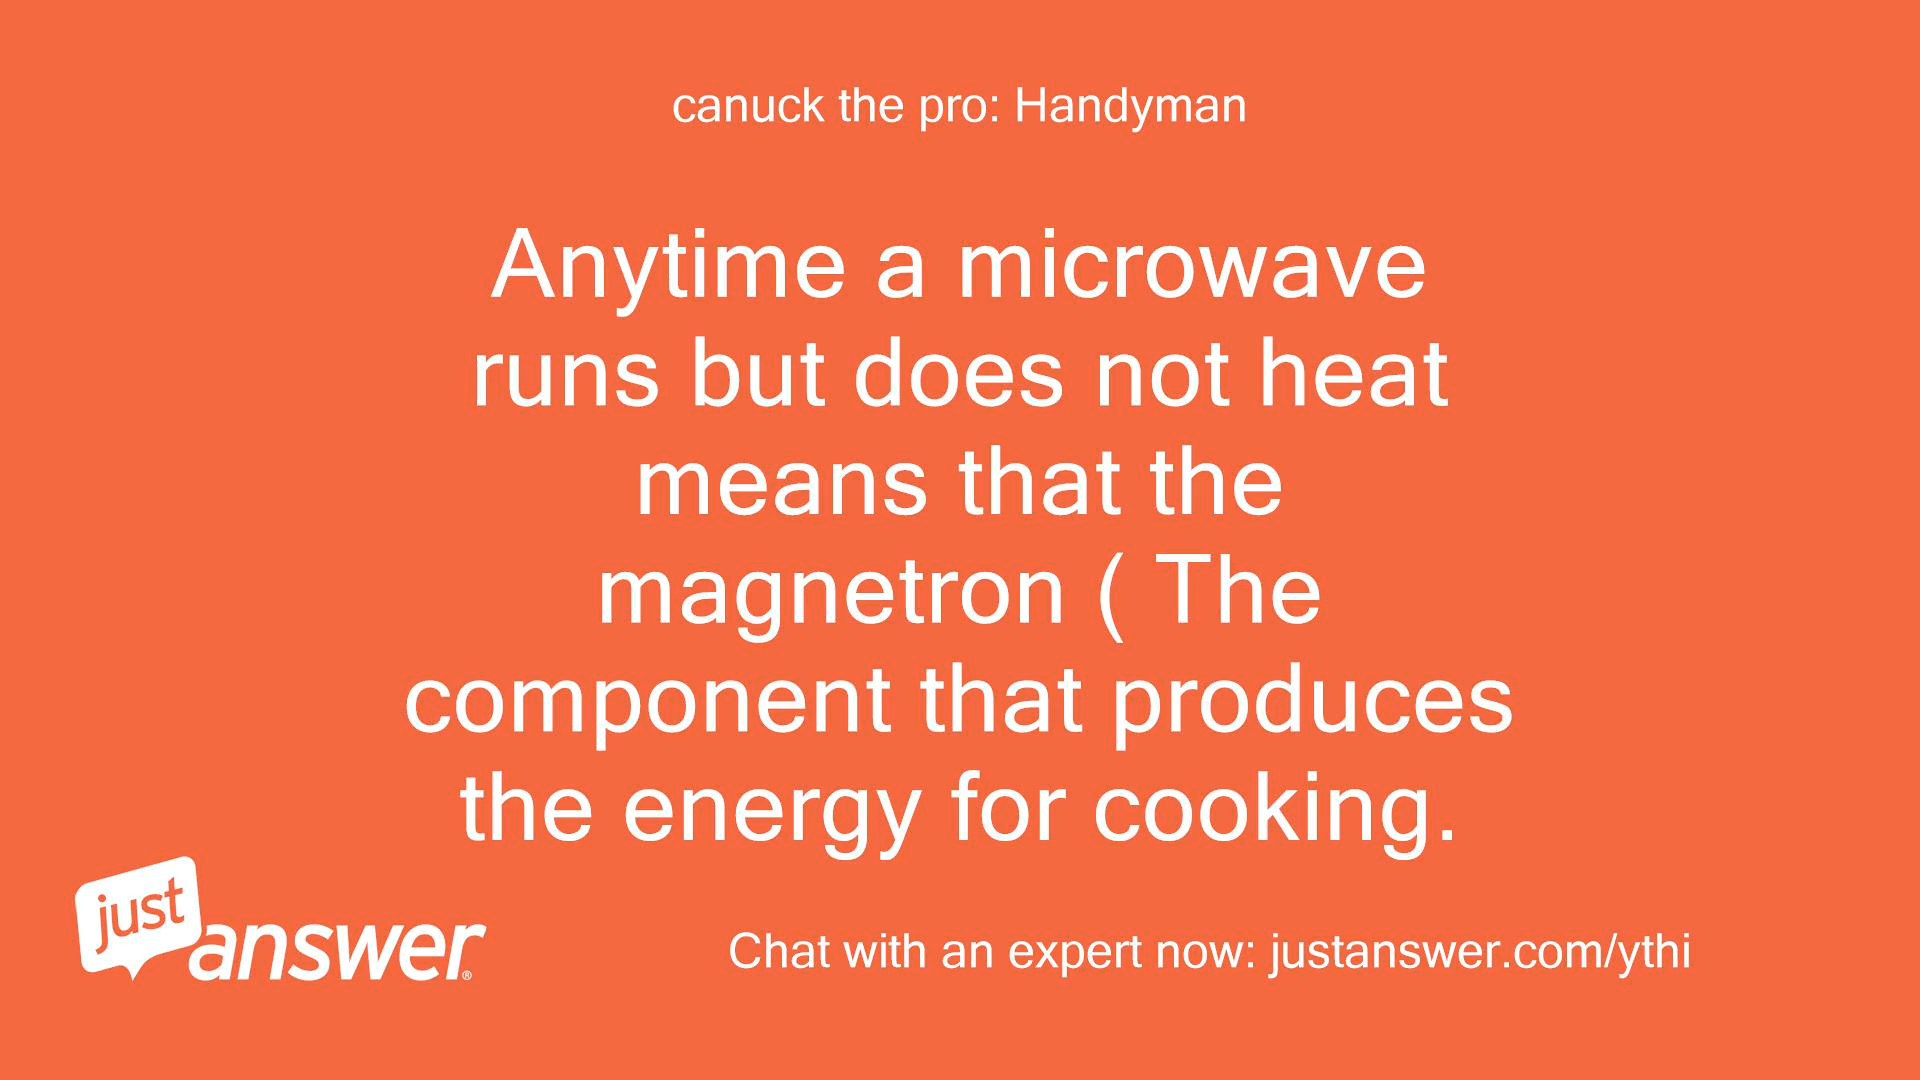 canuck the pro: Handyman
Anytime a microwave
runs but does not heat
means that the
magnetron ( The
component that produces
the energy for cooking.
just
answer®
Chat with an expert now: justanswer.com/ythi